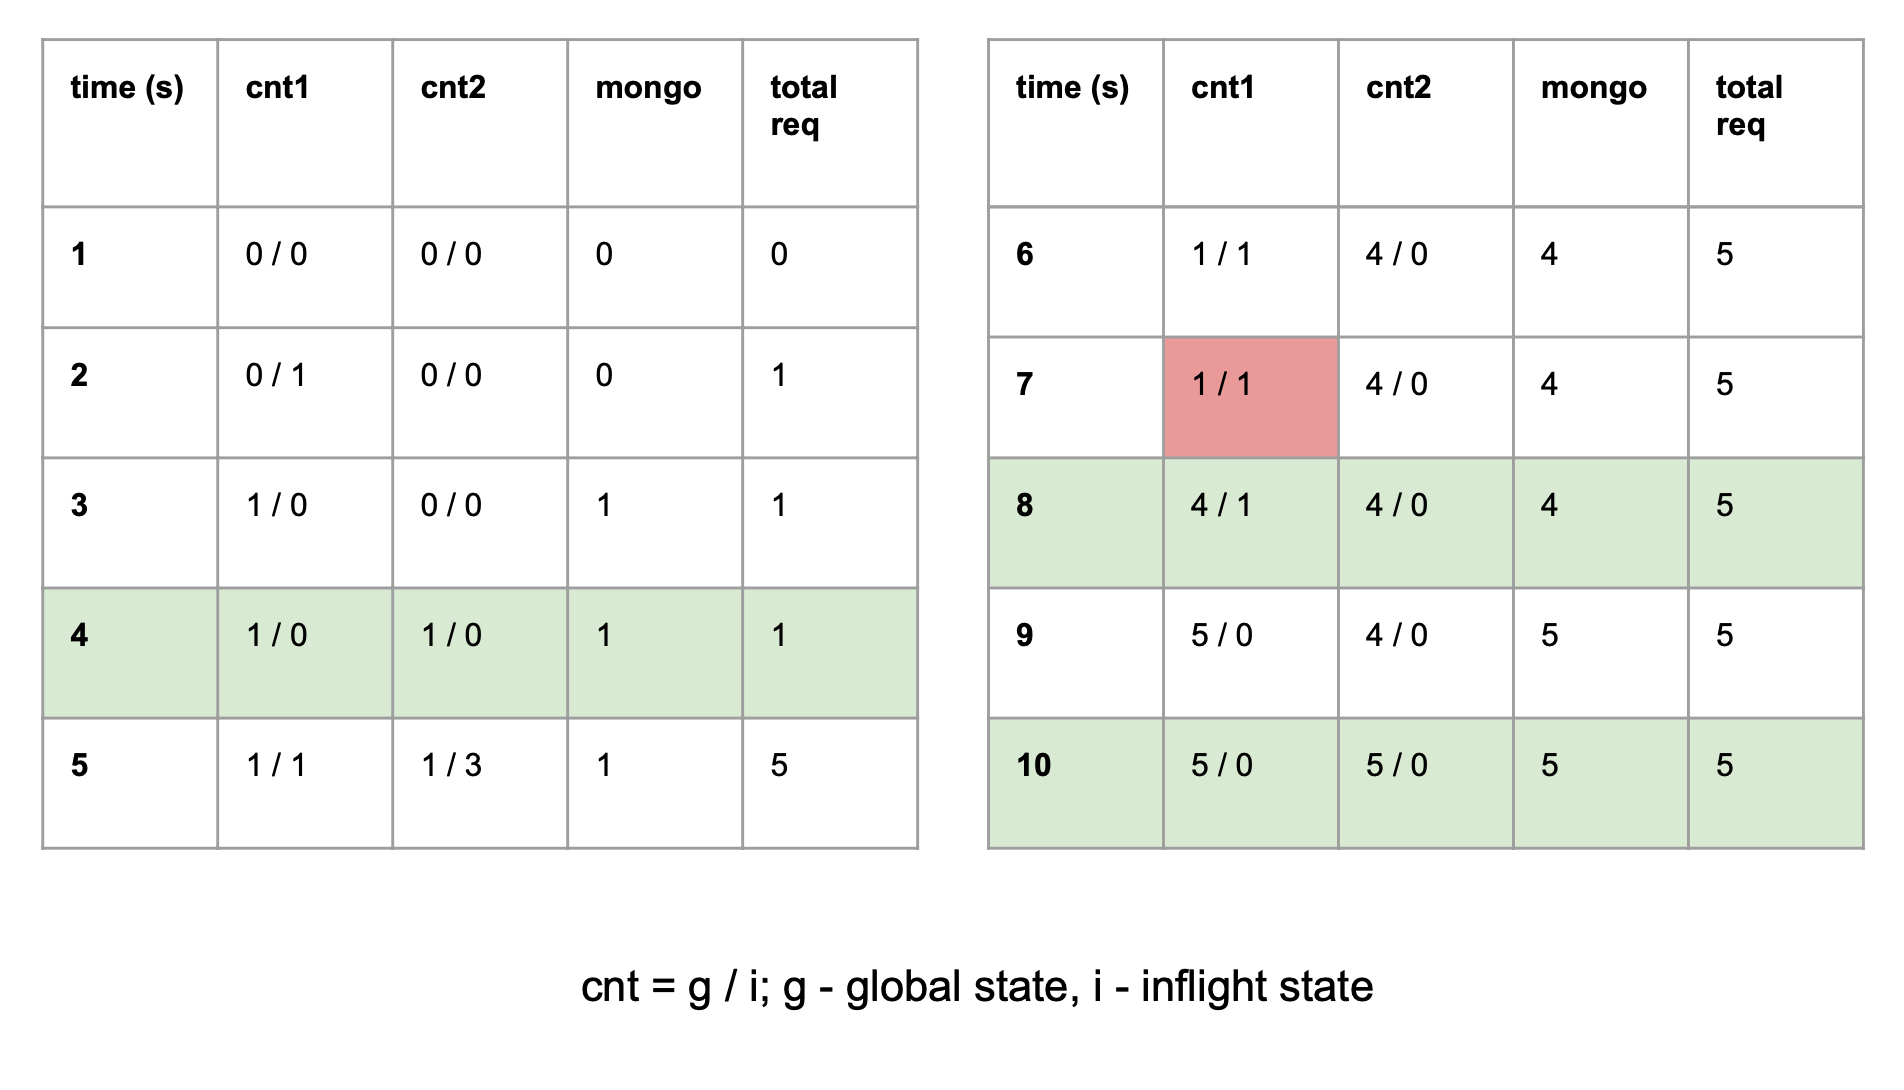 time (s) cnt1 cnt2 mongo total
req
1 0 / 0 0 / 0 0 0
2 0 / 1 0 / 0 0 1
3 1 / 0 0 / 0 1 1
4 1 / 0 1 / 0 1 1
5 1 / 1 1 / 3 1 5
time (s) cnt1 cnt2 mongo total
req
6 1 / 1 4 / 0 4 5
7 1 / 1 4 / 0 4 5
8 4 / 1 4 / 0 4 5
9 5 / 0 4 / 0 5 5
10 5 / 0 5 / 0 5 5
cnt = g / i; g - global state, i - inflight state